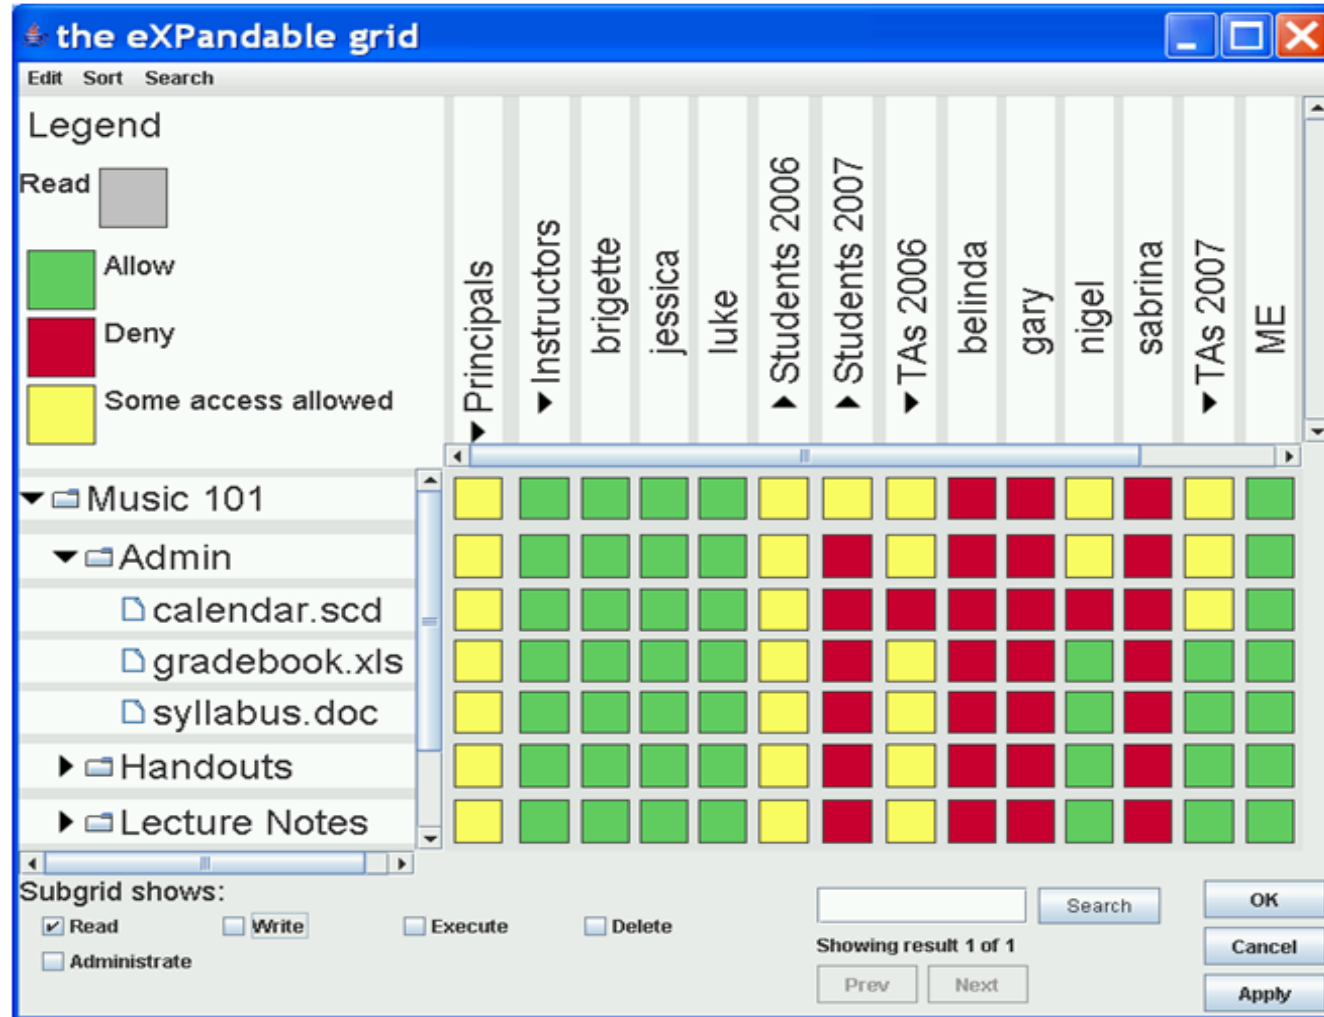 the eXPandable grid
Edit Sort Search
Legend
Read
Allow
Deny
Some access allowed
Principals
Instructors
brigette
jessica
luke
Students 2006
Students 2007
TAs 2006
belinda
gary
nigel
sabrina
TAs 2007
ME
Music 101
Admin
calendar.scd
gradebook.xls
syllabus.doc
Handouts
Lecture Notes
Subgrid shows:
Read Write Execute Delete
Administrate
Search
Showing result 1 of 1
Prev Next
OK
Cancel
Apply